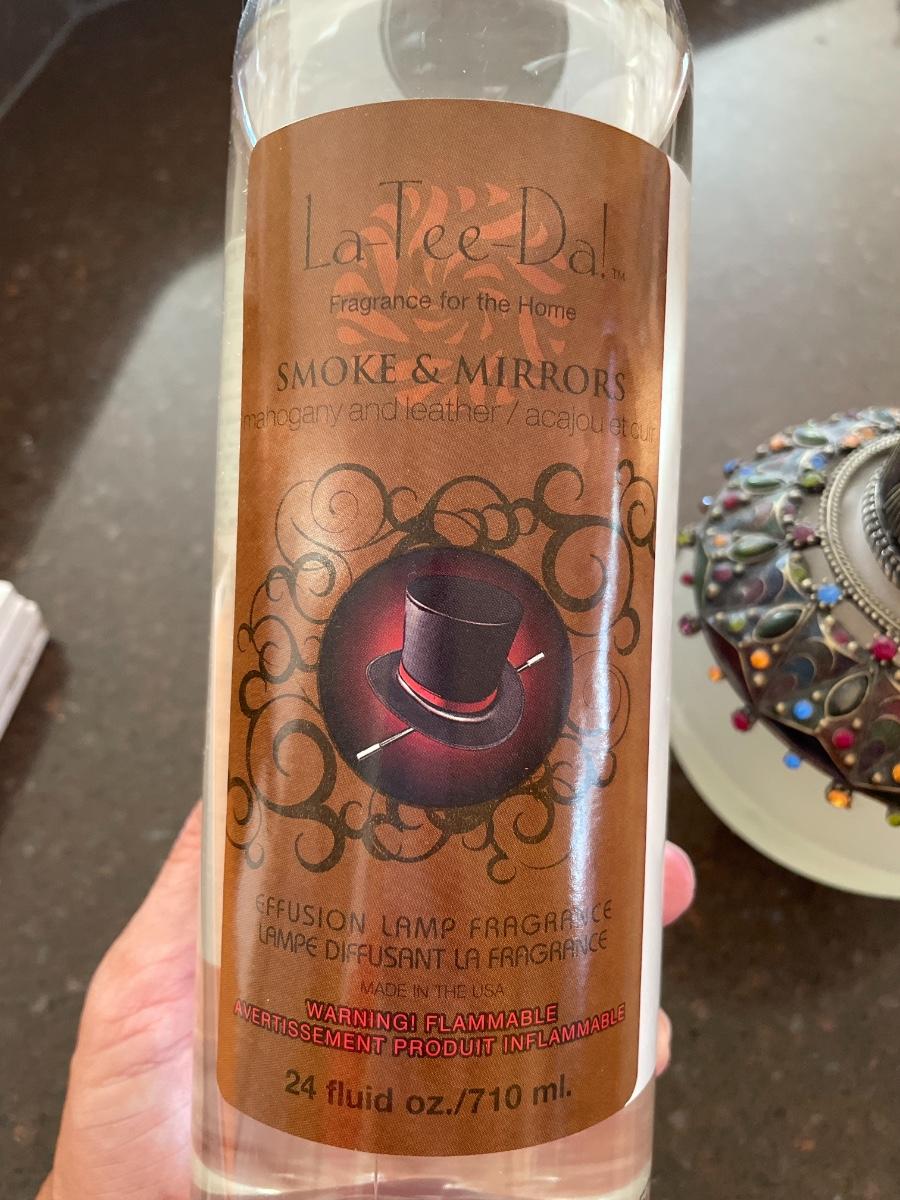 La-Tee-Da!™
Fragrance for the Home
SMOKE & MIRRORS
mahogany and leather / acajou et cuir
EFFUSION LAMP FRAGRANCE
LAMPE DIFFUSANT LA FRAGRANCE
MADE IN THE USA
WARNING! FLAMMABLE
AVERTISSEMENT PRODUIT INFLAMMABLE
24 fluid oz./710 ml.